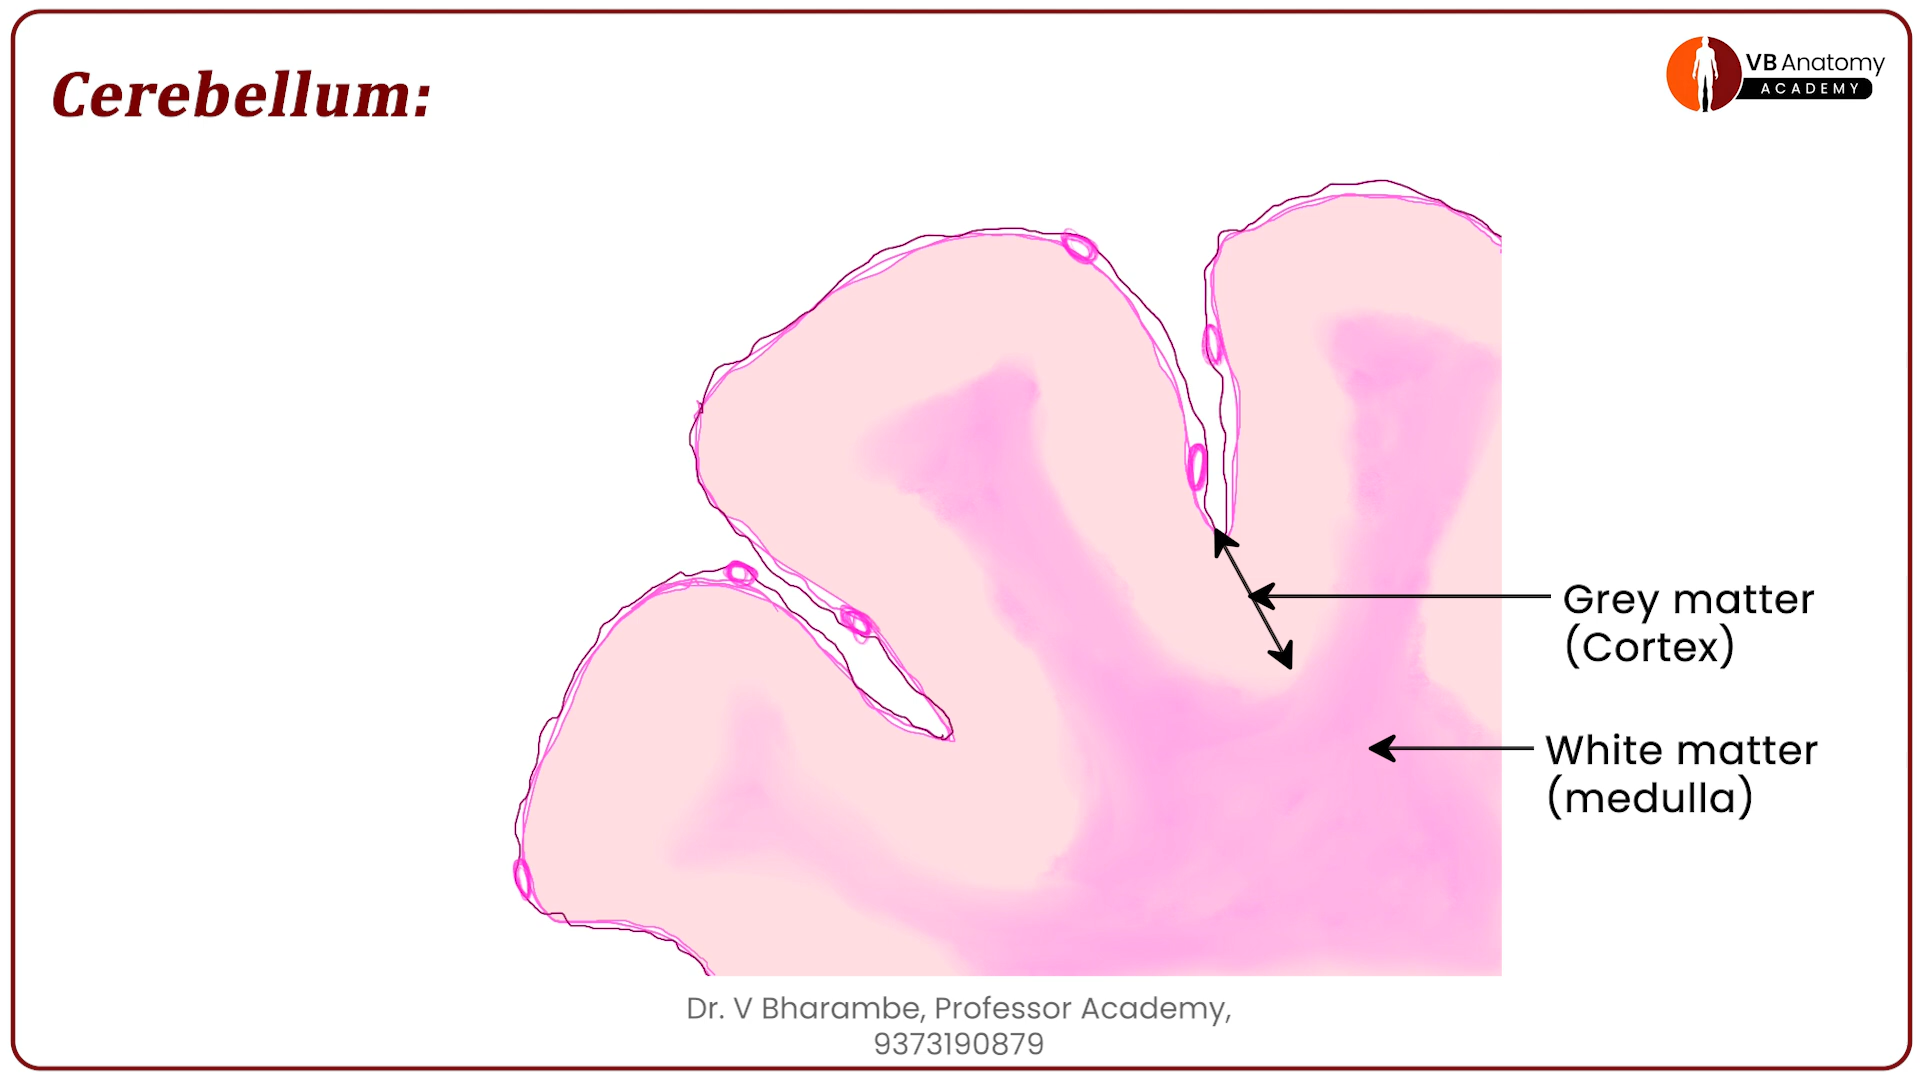 Cerebellum:
VB Anatomy
ACADEMY
Grey matter
(Cortex)
White matter
(medulla)
Dr. V Bharambe, Professor Academy,
9373190879